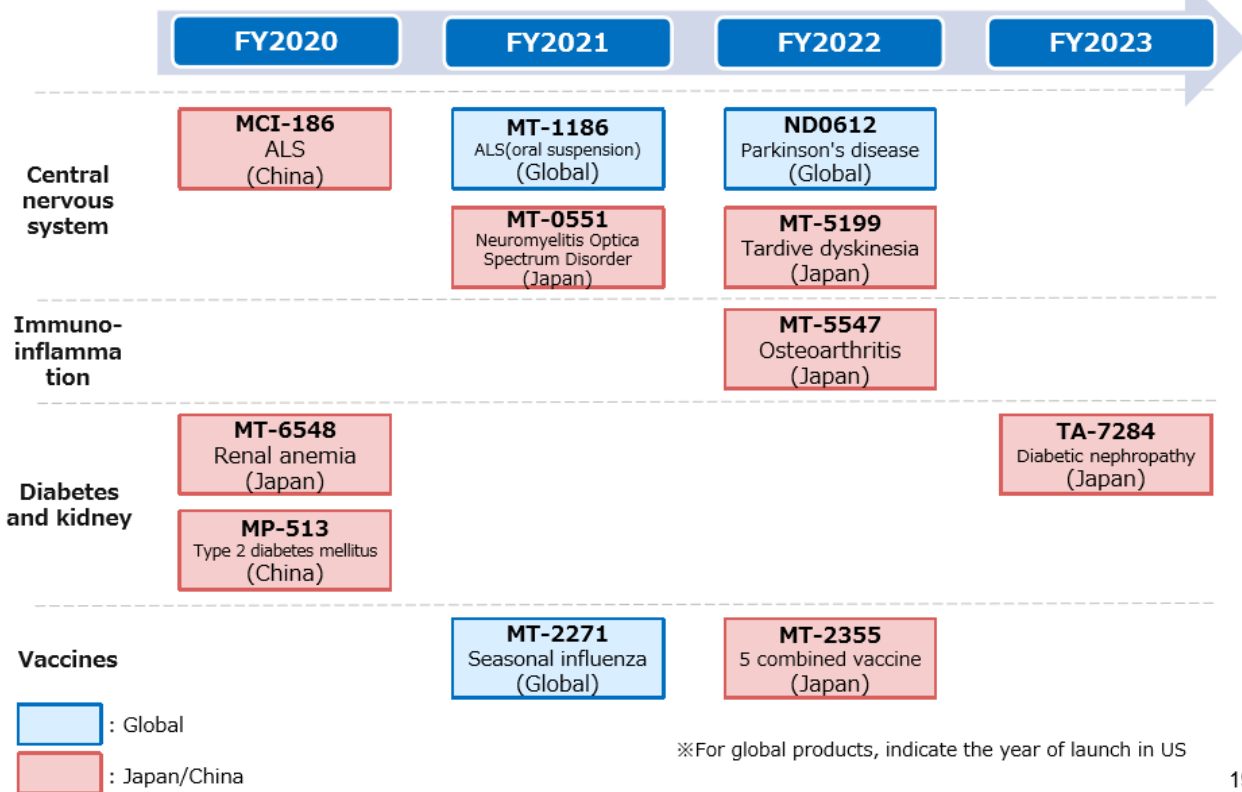 FY2020
FY2021
FY2022
FY2023
Central
nervous
system
MCI-186
ALS
(China)
MT-1186
ALS(oral suspension)
(Global)
ND0612
Parkinson's disease
(Global)
MT-0551
Neuromyelitis Optica
Spectrum Disorder
(Japan)
MT-5199
Tardive dyskinesia
(Japan)
Immuno-
inflamma
tion
MT-5547
Osteoarthritis
(Japan)
Diabetes
and kidney
MT-6548
Renal anemia
(Japan)
TA-7284
Diabetic nephropathy
(Japan)
MP-513
Type 2 diabetes mellitus
(China)
Vaccines
MT-2271
Seasonal influenza
(Global)
MT-2355
5 combined vaccine
(Japan)
: Global
: Japan/China
※For global products, indicate the year of launch in US